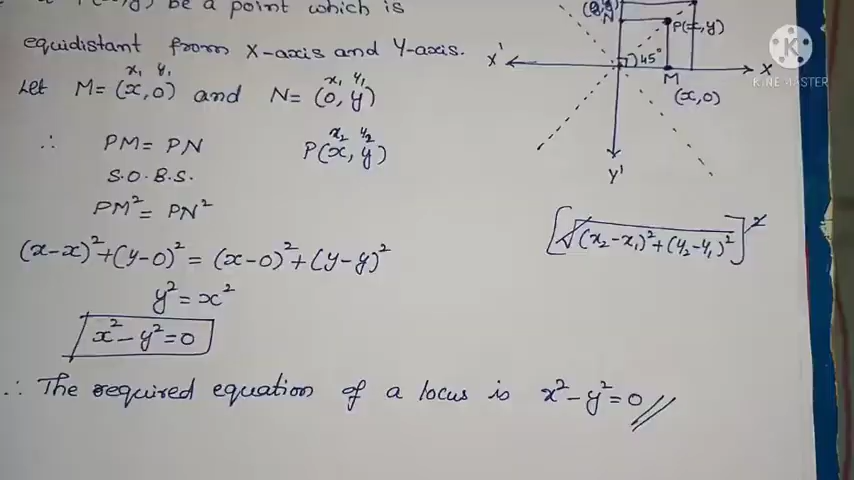 be a point which is
equidistant from X-axis and Y-axis.
x₁ y₁ x₁ y₁
Let M= (x,0) and N= (0,y)
∴ PM= PN
x₂ y₂
P(x, y)
S.O.B.S.
PM² = PN²
(x-x)²+(y-0)² = (x-0)²+(y-y)²
y² = x²
x² - y² = 0
∴ The required equation of a locus is x² - y² = 0 //
N
P(x,y)
X'
45°
X
M
(x,0)
Y'
[√(x₂-x₁)²+(y₂-y₁)²]²
K
KINEMASTER